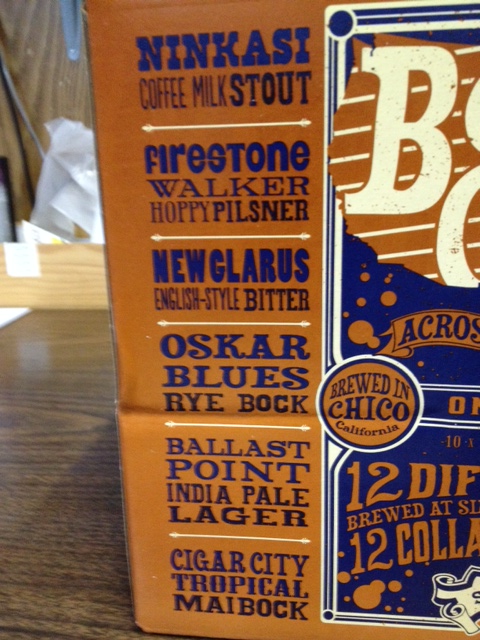 NINKASI
COFFEE MILK STOUT
FIRESTONE
WALKER
HOPPY PILSNER
NEW GLARUS
ENGLISH-STYLE BITTER
OSKAR
BLUES
RYE BOCK
BALLAST
POINT
INDIA PALE
LAGER
CIGAR CITY
TROPICAL
MAIBOCK
BREWED IN
CHICO
California
12
BREWED AT
12